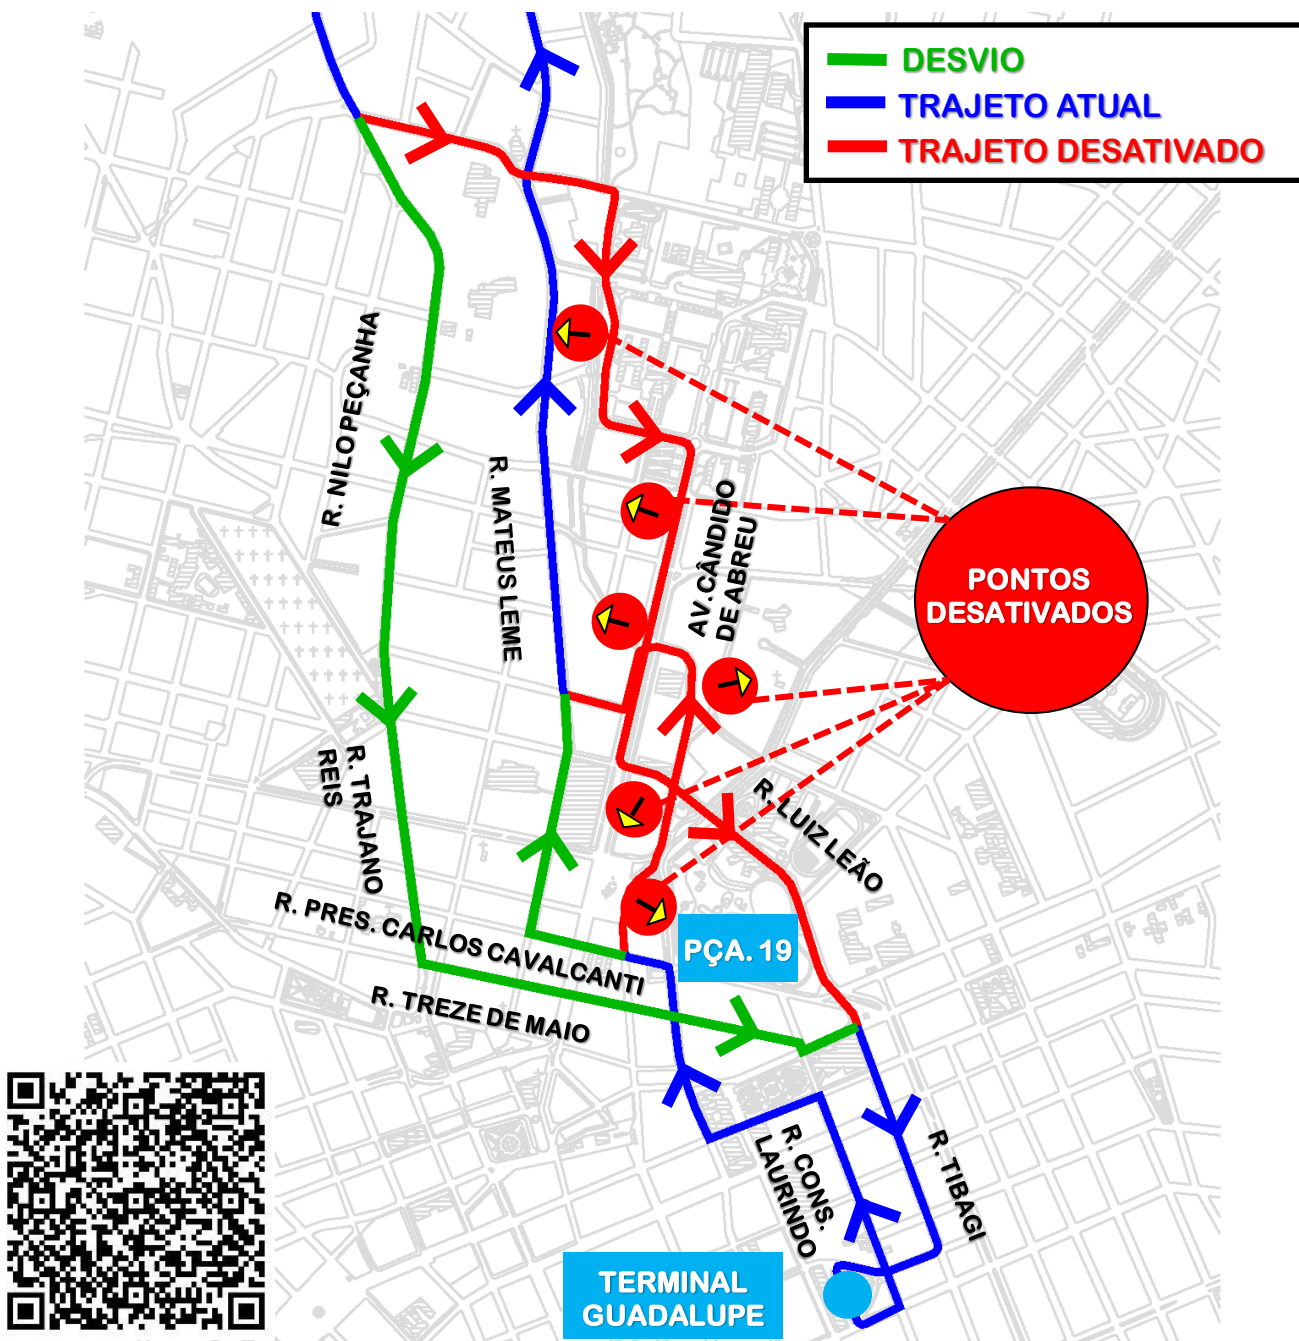 DESVIO
TRAJETO ATUAL
TRAJETO DESATIVADO
R. NILO PEÇANHA
R. MATEUS LEME
AV. CÂNDIDO
DE ABREU
PONTOS
DESATIVADOS
R. TRAJANO
REIS
R. LUIZ LEÃO
R. PRES. CARLOS CAVALCANTI
PÇA. 19
R. TREZE DE MAIO
R. CONS.
LAURINDO
R. TIBAGI
TERMINAL
GUADALUPE